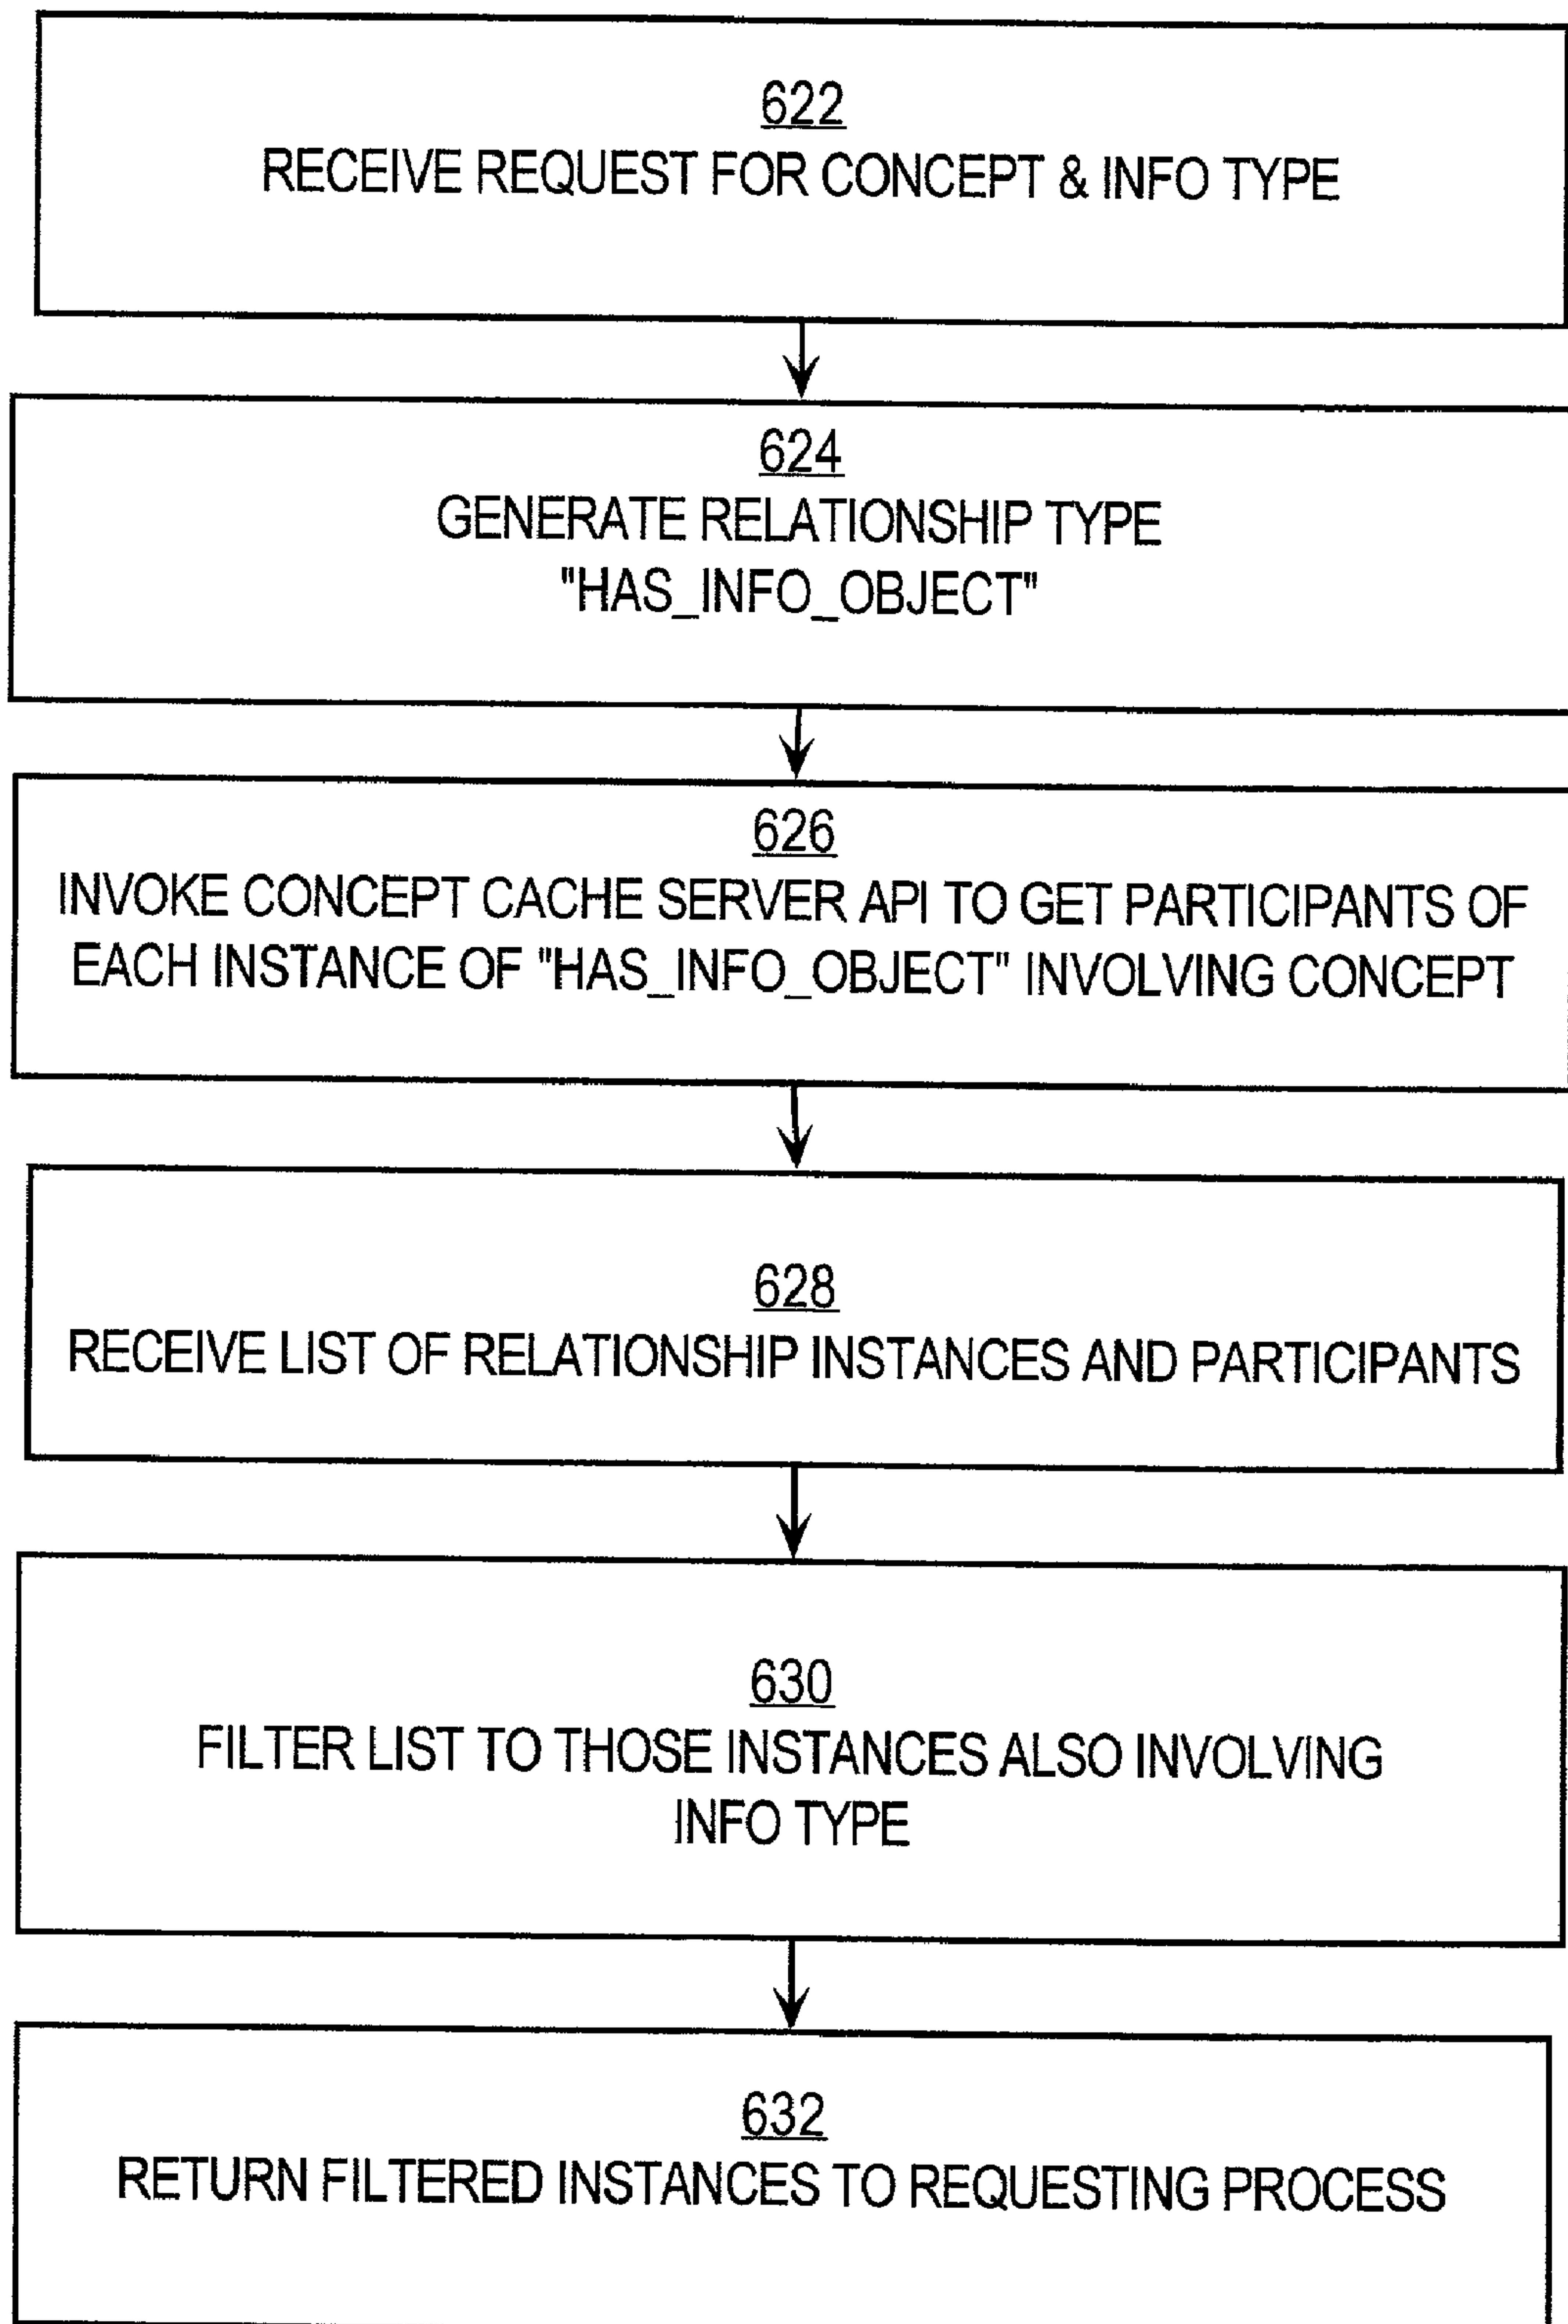 622
RECEIVE REQUEST FOR CONCEPT & INFO TYPE
624
GENERATE RELATIONSHIP TYPE
"HAS_INFO_OBJECT"
626
INVOKE CONCEPT CACHE SERVER API TO GET PARTICIPANTS OF
EACH INSTANCE OF "HAS_INFO_OBJECT" INVOLVING CONCEPT
628
RECEIVE LIST OF RELATIONSHIP INSTANCES AND PARTICIPANTS
630
FILTER LIST TO THOSE INSTANCES ALSO INVOLVING
INFO TYPE
632
RETURN FILTERED INSTANCES TO REQUESTING PROCESS